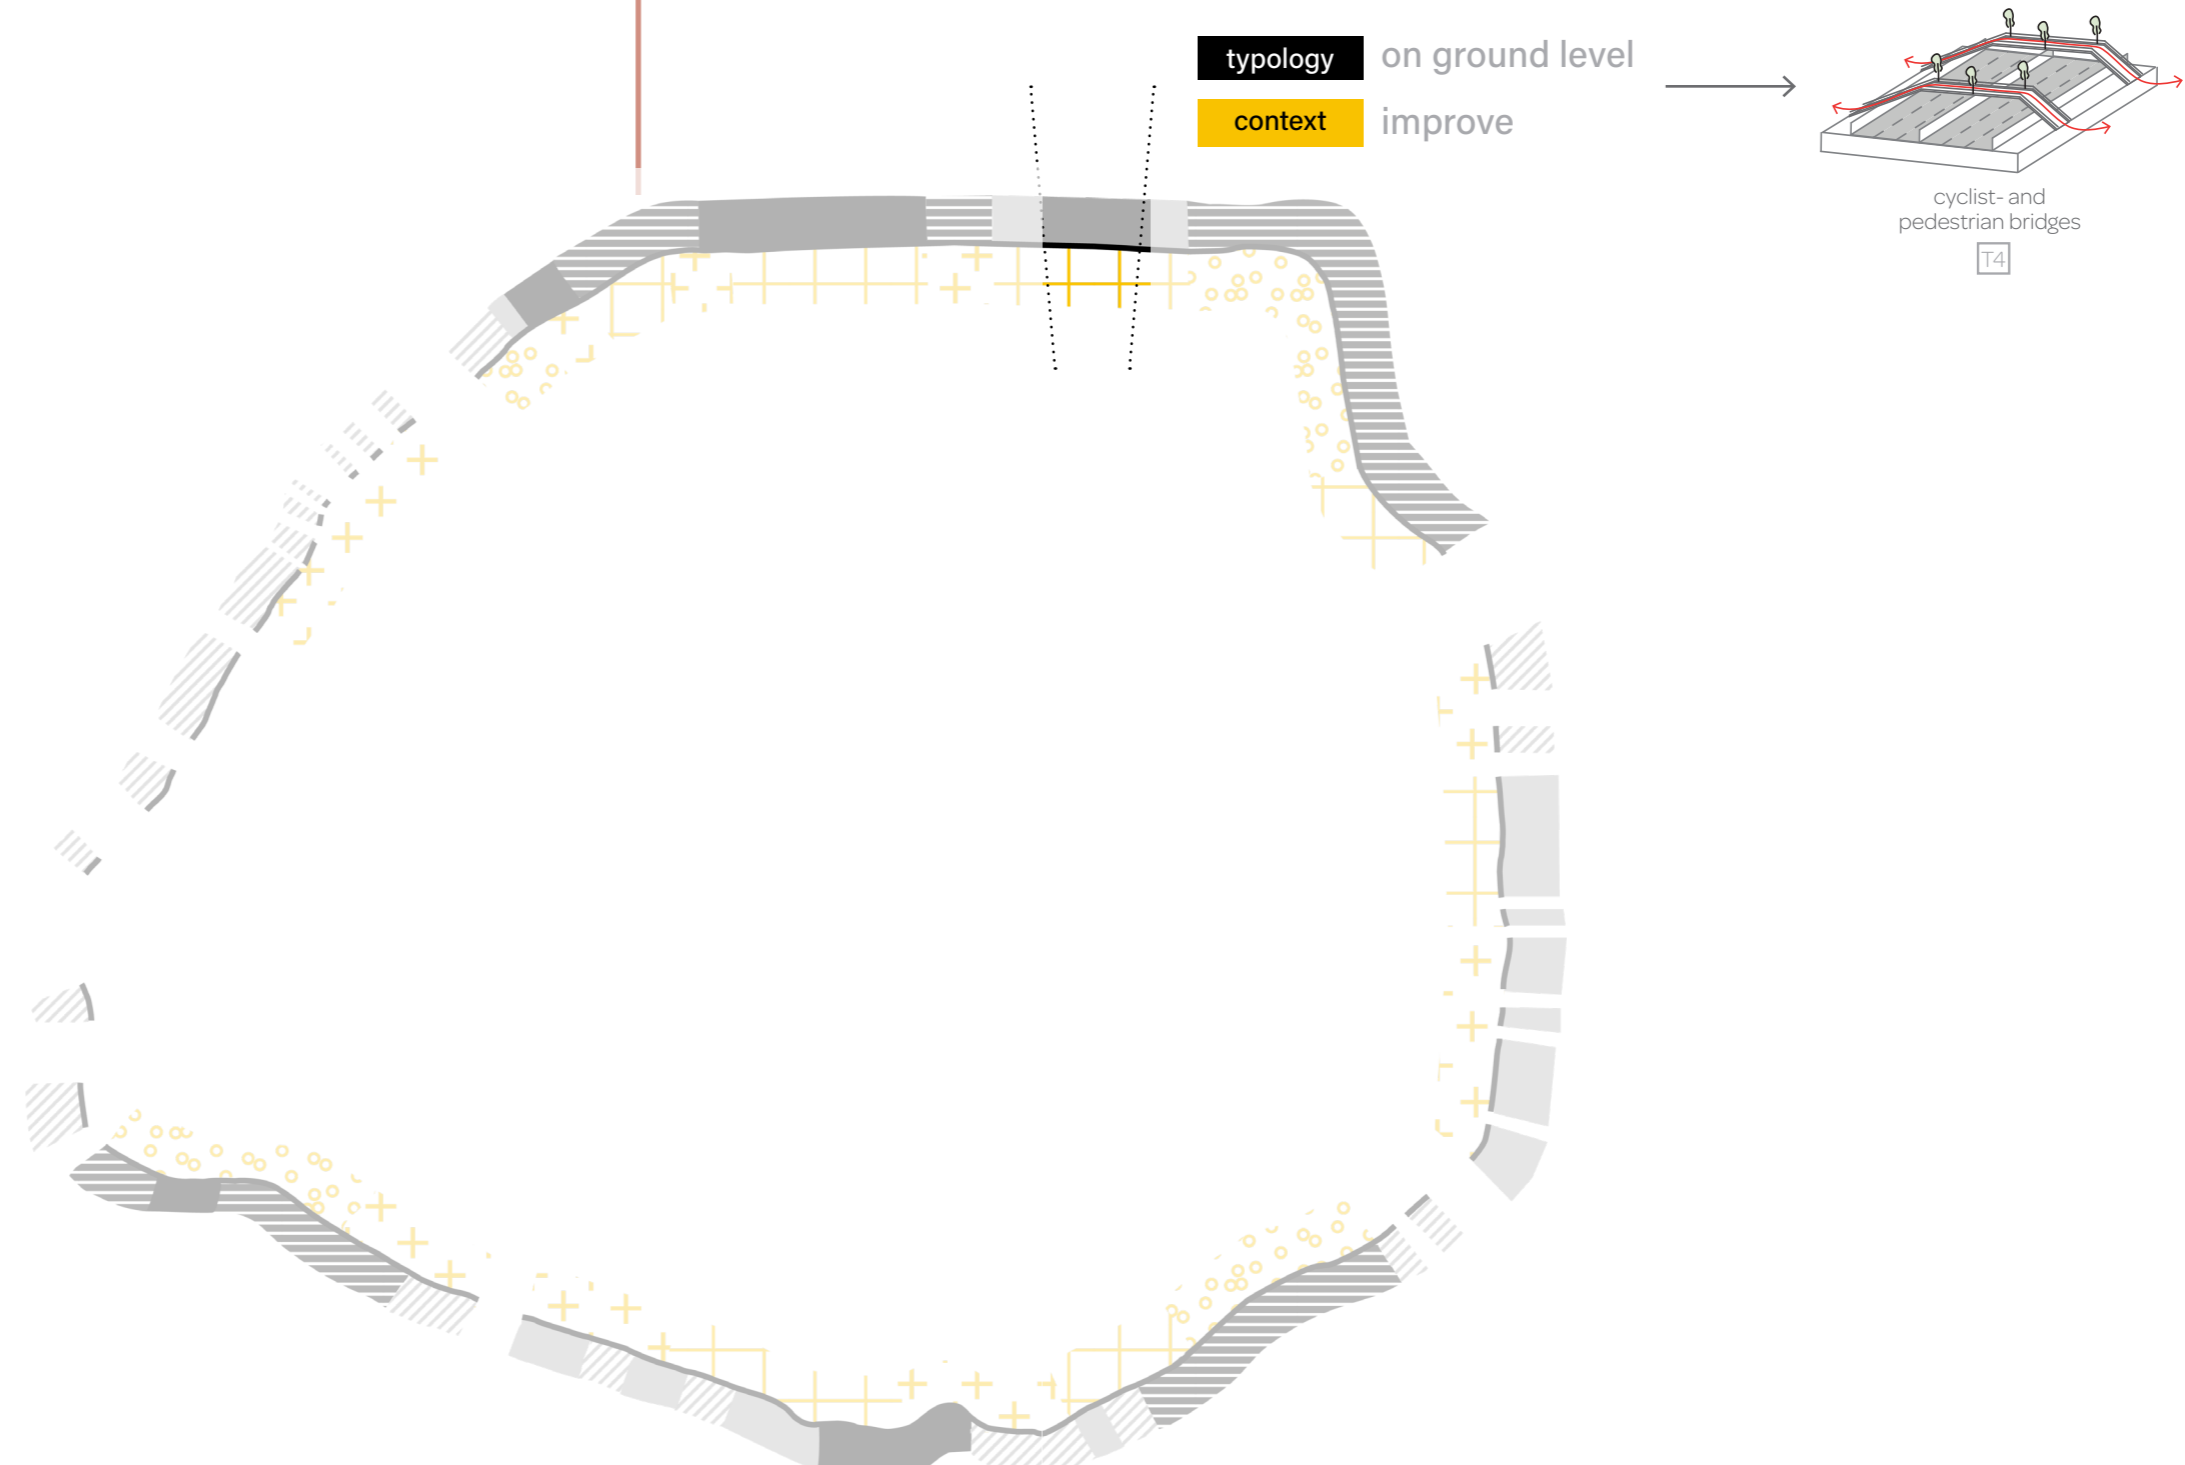 typology on ground level
context improve
cyclist- and
pedestrian bridges
T4